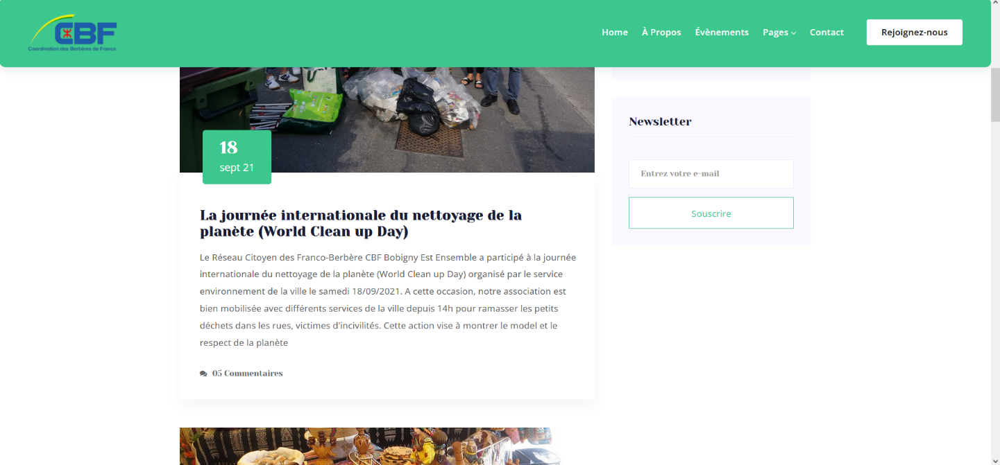 CBF
Coordination des Berbères de France
Home À Propos Évènements Pages Contact Rejoignez-nous
18
sept 21
La journée internationale du nettoyage de la
planète (World Clean up Day)
Le Réseau Citoyen des Franco-Berbère CBF Bobigny Est Ensemble a participé à la journée
internationale du nettoyage de la planète (World Clean up Day) organisé par le service
environnement de la ville le samedi 18/09/2021. A cette occasion, notre association est
bien mobilisée avec différents services de la ville depuis 14h pour ramasser les petits
déchets dans les rues, victimes d'incivilités. Cette action vise à montrer le model et le
respect de la planète
05 Commentaires
Newsletter
Entrez votre e-mail
Souscrire